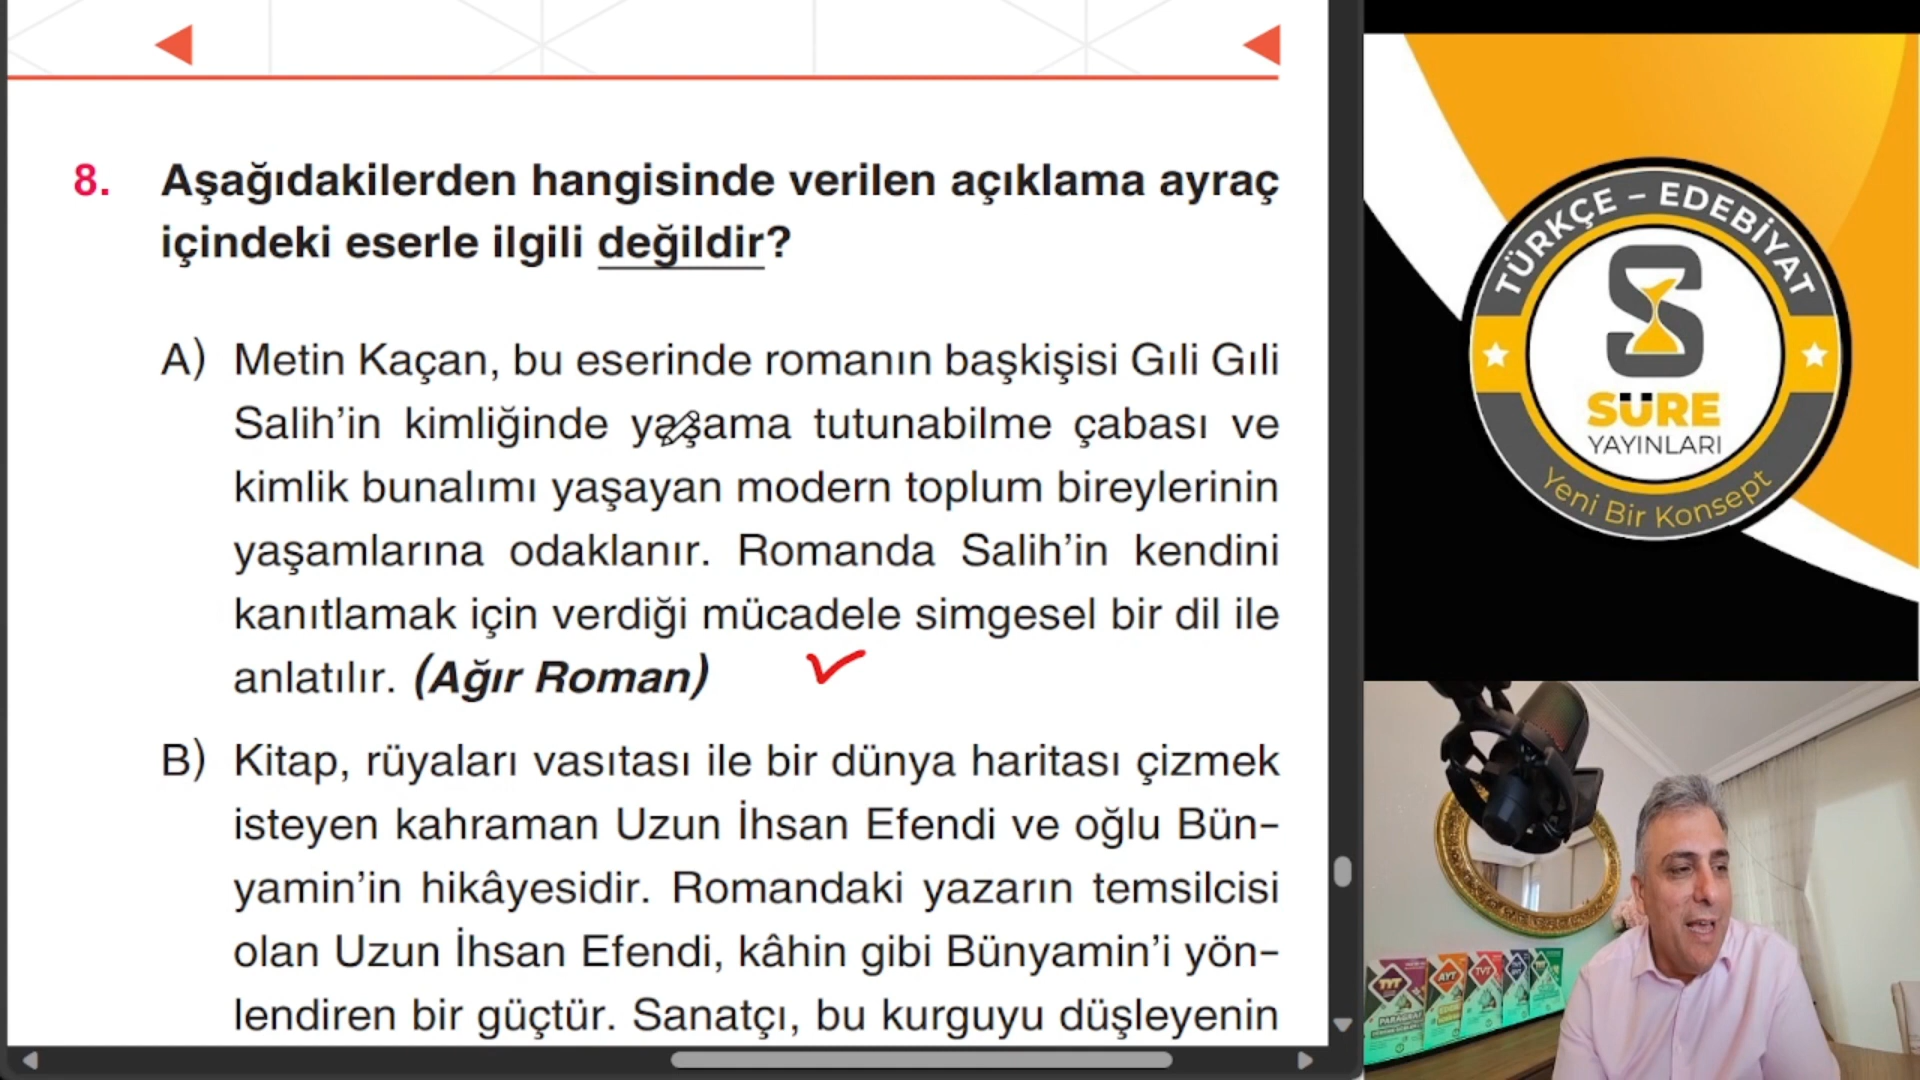 8. Aşağıdakilerden hangisinde verilen açıklama ayraç
içindeki eserle ilgili değildir?
A) Metin Kaçan, bu eserinde romanın başkişisi Gıli Gıli
Salih'in kimliğinde yaşama tutunabilme çabası ve
kimlik bunalımı yaşayan modern toplum bireylerinin
yaşamlarına odaklanır. Romanda Salih'in kendini
kanıtlamak için verdiği mücadele simgesel bir dil ile
anlatılır. (Ağır Roman)
B) Kitap, rüyaları vasıtası ile bir dünya haritası çizmek
isteyen kahraman Uzun İhsan Efendi ve oğlu Bün-
yamin'in hikâyesidir. Romandaki yazarın temsilcisi
olan Uzun İhsan Efendi, kâhin gibi Bünyamin'i yön-
lendiren bir güçtür. Sanatçı, bu kurguyu düşleyenin
TÜRKÇE – EDEBİYAT
SÜRE
YAYINLARI
Yeni Bir Konsept
TYT
PARAGRAF
AYT
TYT